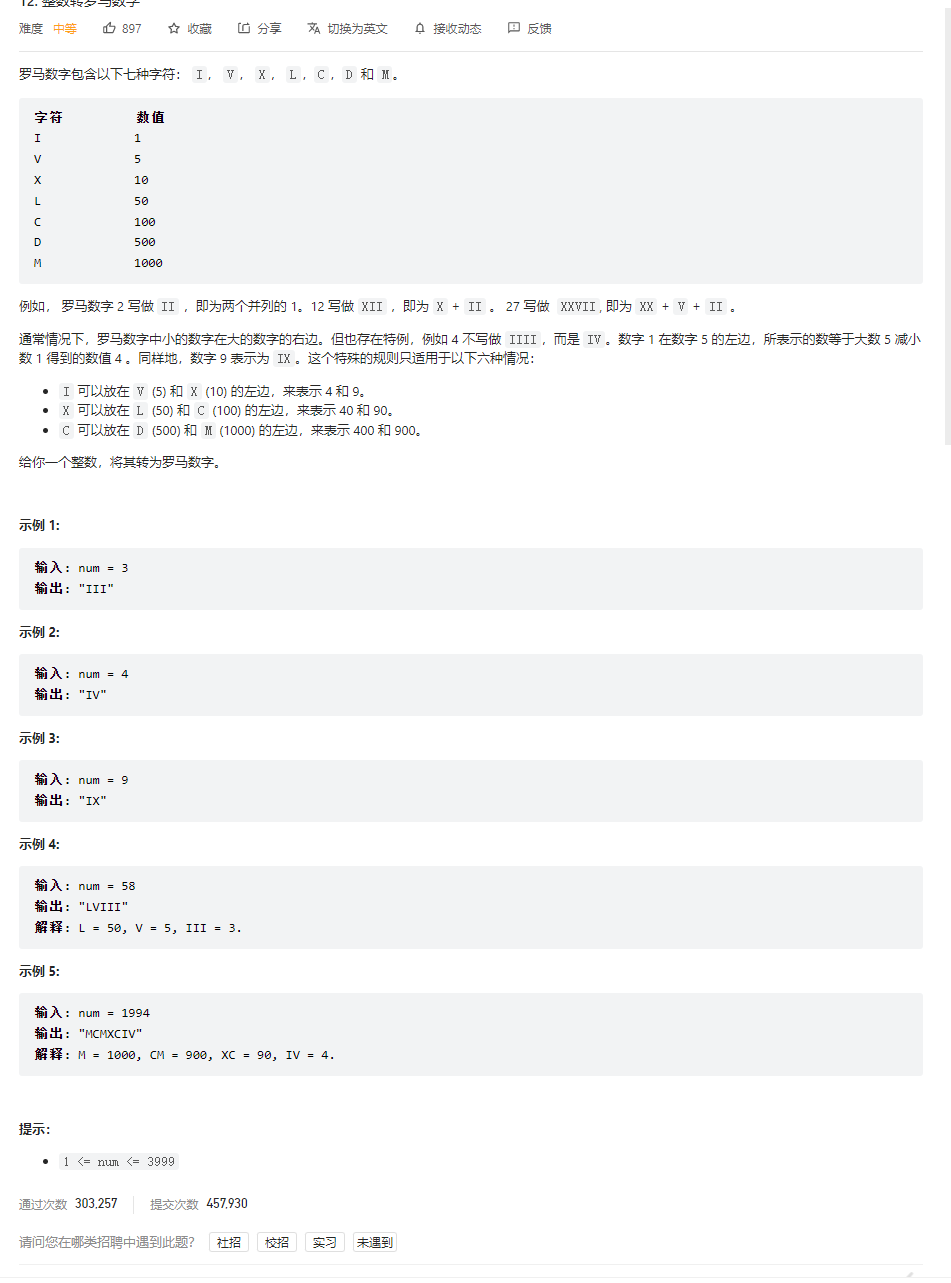 12. 整数转罗马数字
难度 中等 897 收藏 分享 切换为英文 接收动态 反馈
罗马数字包含以下七种字符： I， V， X， L，C，D 和 M。
字符 数值
I 1
V 5
X 10
L 50
C 100
D 500
M 1000
例如， 罗马数字 2 写做 II ，即为两个并列的 1。12 写做 XII ，即为 X + II 。 27 写做 XXVII, 即为 XX + V + II 。
通常情况下，罗马数字中小的数字在大的数字的右边。但也存在特例，例如 4 不写做 IIII，而是 IV。数字 1 在数字 5 的左边，所表示的数等于大数 5 减小
数 1 得到的数值 4 。同样地，数字 9 表示为 IX。这个特殊的规则只适用于以下六种情况：
• I 可以放在 V (5) 和 X (10) 的左边，来表示 4 和 9。
• X 可以放在 L (50) 和 C (100) 的左边，来表示 40 和 90。
• C 可以放在 D (500) 和 M (1000) 的左边，来表示 400 和 900。
给你一个整数，将其转为罗马数字。
示例 1:
输入: num = 3
输出: "III"
示例 2:
输入: num = 4
输出: "IV"
示例 3:
输入: num = 9
输出: "IX"
示例 4:
输入: num = 58
输出: "LVIII"
解释: L = 50, V = 5, III = 3.
示例 5:
输入: num = 1994
输出: "MCMXCIV"
解释: M = 1000, CM = 900, XC = 90, IV = 4.
提示：
• 1 <= num <= 3999
通过次数 303,257 提交次数 457,930
请问您在哪类招聘中遇到此题？ 社招 校招 实习 未遇到